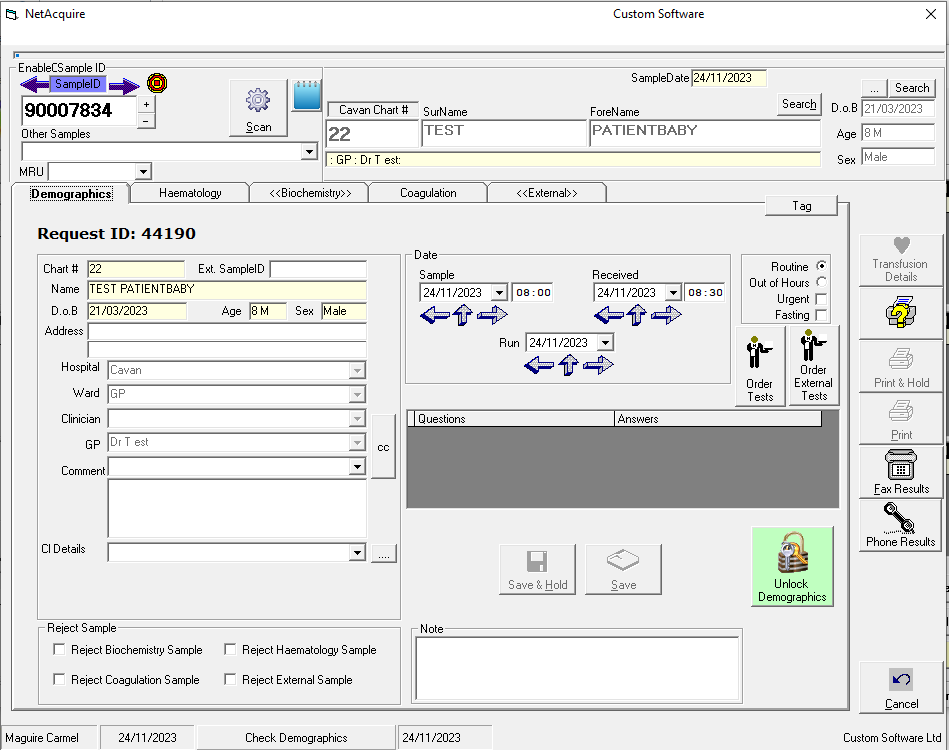 NetAcquire Custom Software
EnableCSample ID
SampleID
90007834
+
-
Scan
Other Samples
MRU
SampleDate 24/11/2023
... Search
Cavan Chart # SurName ForeName Search
22 TEST PATIENTBABY
: GP : Dr T est:
D.o.B 21/03/2023
Age 8 M
Sex Male
Demographics Haematology <<Biochemistry>> Coagulation <<External>>
Tag
Request ID: 44190
Chart # 22 Ext. SampleID
Name TEST PATIENTBABY
D.o.B 21/03/2023 Age 8 M Sex Male
Address
Hospital Cavan
Ward GP
Clinician
GP Dr T est
cc
Comment
Cl Details
....
Date
Sample Received
24/11/2023 08:00 24/11/2023 08:30
Run 24/11/2023
Routine
Out of Hours
Urgent
Fasting
Order
Tests
Order
External
Tests
Questions Answers
Save & Hold Save
Unlock
Demographics
Reject Sample
Reject Biochemistry Sample Reject Haematology Sample
Reject Coagulation Sample Reject External Sample
Note
Transfusion
Details
Print & Hold
Print
Fax Results
Phone Results
Cancel
Maguire Carmel 24/11/2023 Check Demographics 24/11/2023 Custom Software Ltd